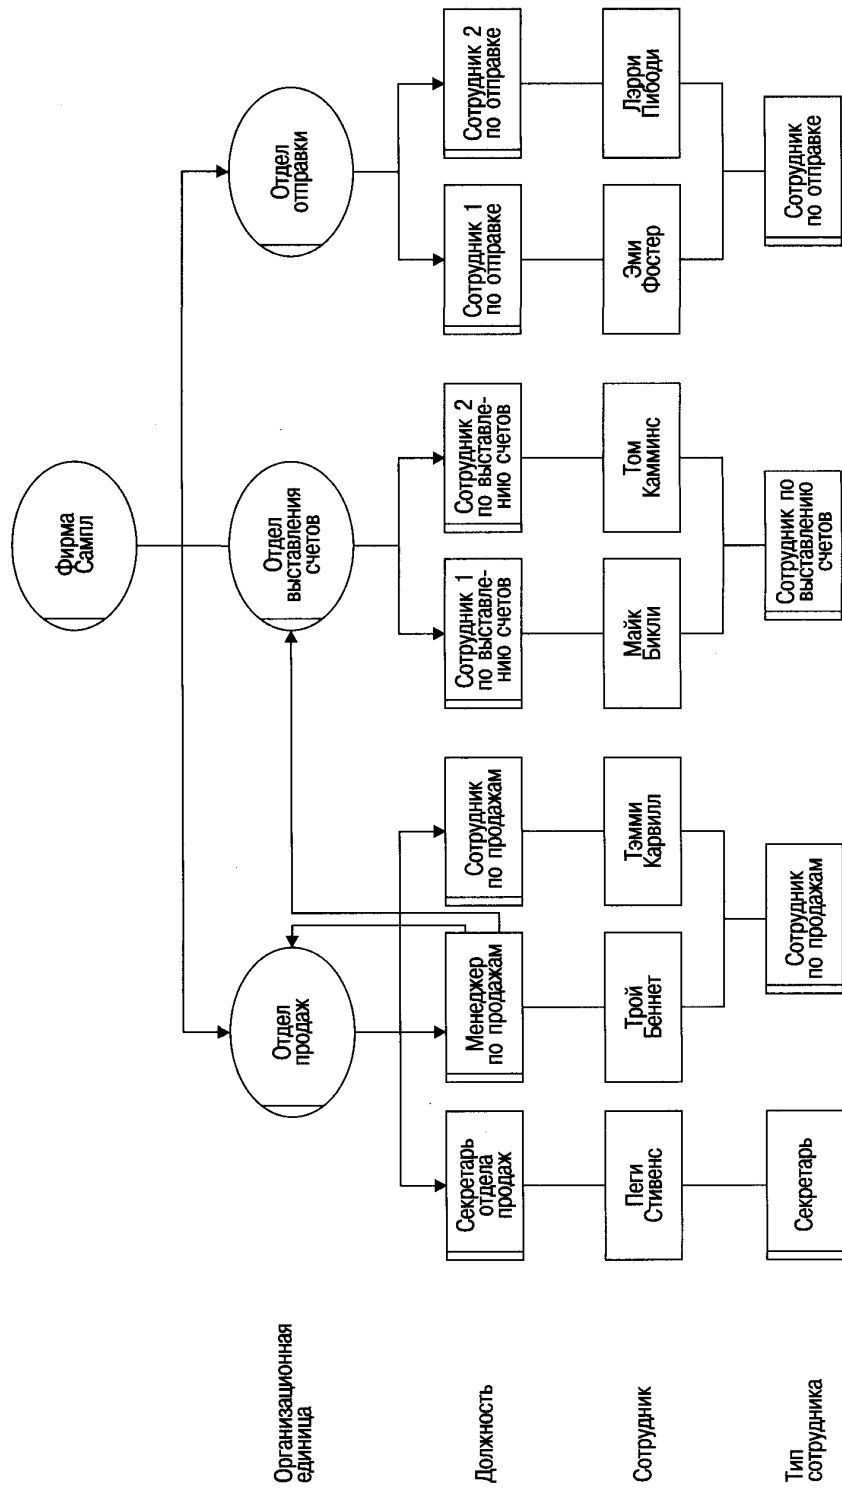 Фирма
Сампл
Организационная
единица
Отдел
продаж
Отдел
выставления
счетов
Отдел
отправки
Должность
Секретарь
отдела
продаж
Менеджер
по продажам
Сотрудник
по продажам
Сотрудник 1
по выставле-
нию счетов
Сотрудник 2
по выставле-
нию счетов
Сотрудник 1
по отправке
Сотрудник 2
по отправке
Сотрудник
Пеги
Стивенс
Трой
Беннет
Тэмми
Карвилл
Майк
Бикли
Том
Камминс
Эми
Фостер
Лэрри
Пибоди
Тип
сотрудника
Секретарь
Сотрудник
по продажам
Сотрудник по
выставлению
счетов
Сотрудник
по отправке